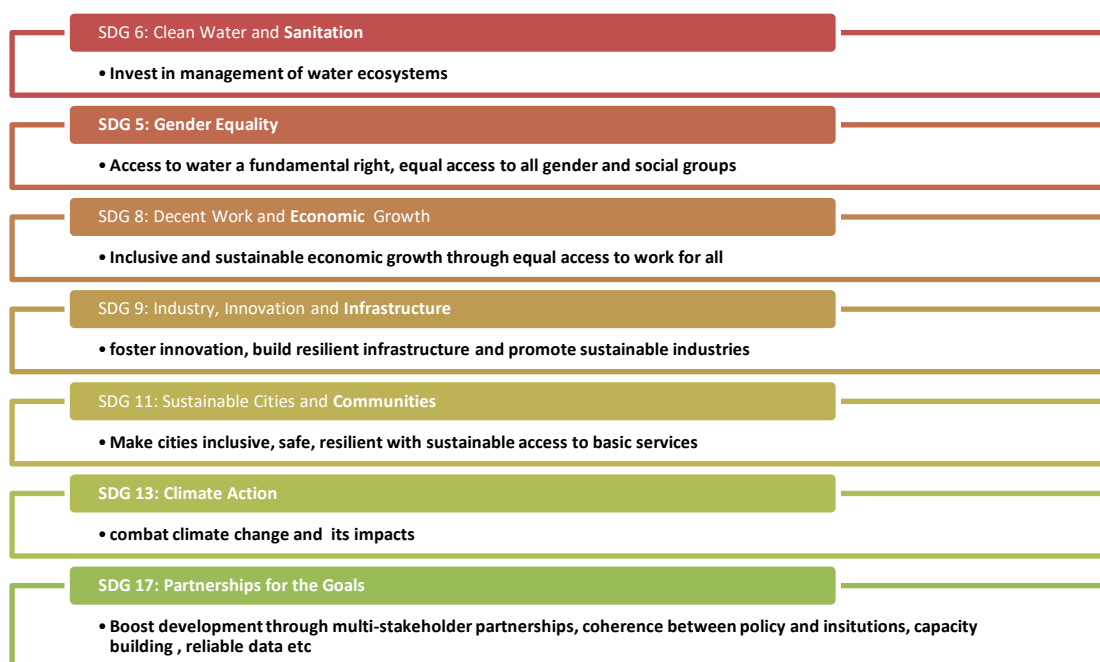 SDG 6: Clean Water and Sanitation
• Invest in management of water ecosystems
SDG 5: Gender Equality
• Access to water a fundamental right, equal access to all gender and social groups
SDG 8: Decent Work and Economic Growth
• Inclusive and sustainable economic growth through equal access to work for all
SDG 9: Industry, Innovation and Infrastructure
• foster innovation, build resilient infrastructure and promote sustainable industries
SDG 11: Sustainable Cities and Communities
• Make cities inclusive, safe, resilient with sustainable access to basic services
SDG 13: Climate Action
• combat climate change and its impacts
SDG 17: Partnerships for the Goals
• Boost development through multi-stakeholder partnerships, coherence between policy and insitutions, capacity
building , reliable data etc